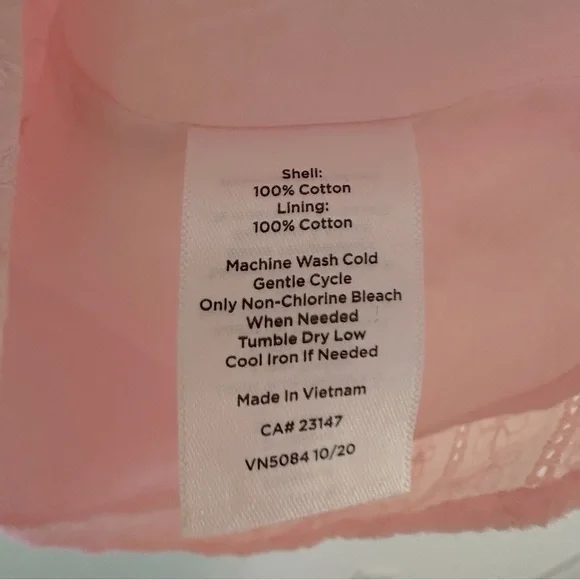 Shell:
100% Cotton
Lining:
100% Cotton
Machine Wash Cold
Gentle Cycle
Only Non-Chlorine Bleach
When Needed
Tumble Dry Low
Cool Iron If Needed
Made In Vietnam
CA# 23147
VN5084 10/20